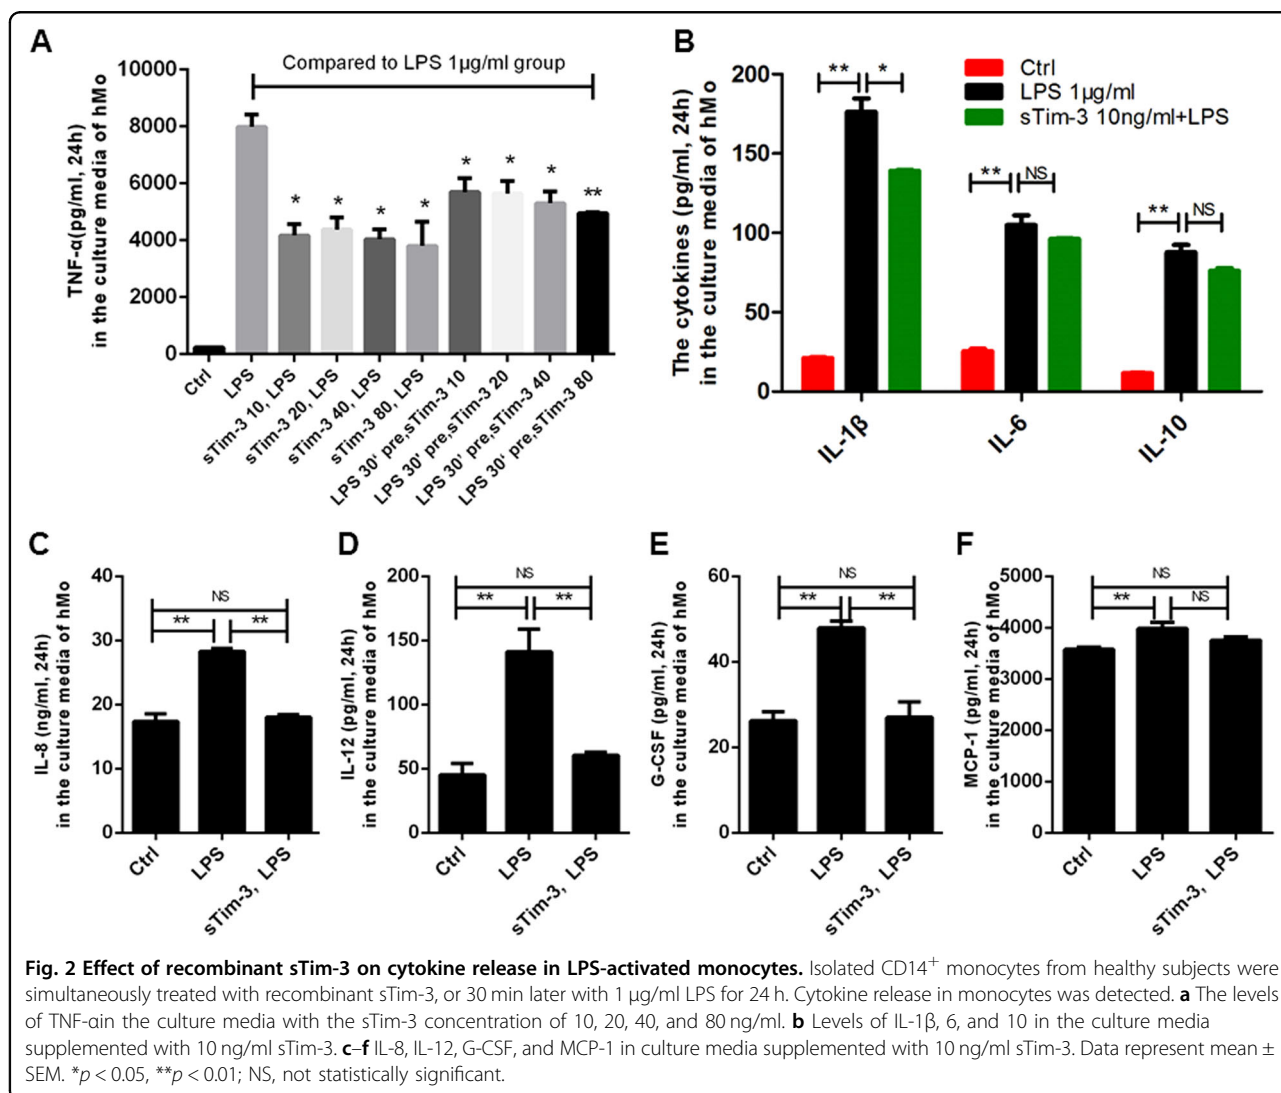 A
Compared to LPS 1µg/ml group
TNF-α(pg/ml, 24h)
in the culture media of hMo
10000
8000
6000
4000
2000
0
*
*
*
*
*
*
*
**
Ctrl
LPS
sTim-3 10, LPS
sTim-3 20, LPS
sTim-3 40, LPS
sTim-3 80, LPS
LPS 30‘ pre,sTim-3 10
LPS 30’ pre,sTim-3 20
LPS 30’ pre,sTim-3 40
LPS 30‘ pre,sTim-3 80
B
The cytokines (pg/ml, 24h)
in the culture media of hMo
200
150
100
50
0
Ctrl
LPS 1µg/ml
sTim-3 10ng/ml+LPS
**
*
**
NS
**
NS
IL-1β
IL-6
IL-10
C
IL-8 (ng/ml, 24h)
in the culture media of hMo
40
30
20
10
0
NS
**
**
Ctrl
LPS
sTim-3, LPS
D
IL-12 (pg/ml, 24h)
in the culture media of hMo
200
150
100
50
0
NS
**
**
Ctrl
LPS
sTim-3, LPS
E
G-CSF (pg/ml, 24h)
in the culture media of hMo
60
40
20
0
NS
**
**
Ctrl
LPS
sTim-3, LPS
F
MCP-1 (pg/ml, 24h)
in the culture media of hMo
5000
4000
3000
2000
1000
0
NS
**
NS
Ctrl
LPS
sTim-3, LPS
Fig. 2 Effect of recombinant sTim-3 on cytokine release in LPS-activated monocytes. Isolated CD14⁺ monocytes from healthy subjects were
simultaneously treated with recombinant sTim-3, or 30 min later with 1 µg/ml LPS for 24 h. Cytokine release in monocytes was detected. a The levels
of TNF-αin the culture media with the sTim-3 concentration of 10, 20, 40, and 80 ng/ml. b Levels of IL-1β, 6, and 10 in the culture media
supplemented with 10 ng/ml sTim-3. c–f IL-8, IL-12, G-CSF, and MCP-1 in culture media supplemented with 10 ng/ml sTim-3. Data represent mean ±
SEM. *p < 0.05, **p < 0.01; NS, not statistically significant.